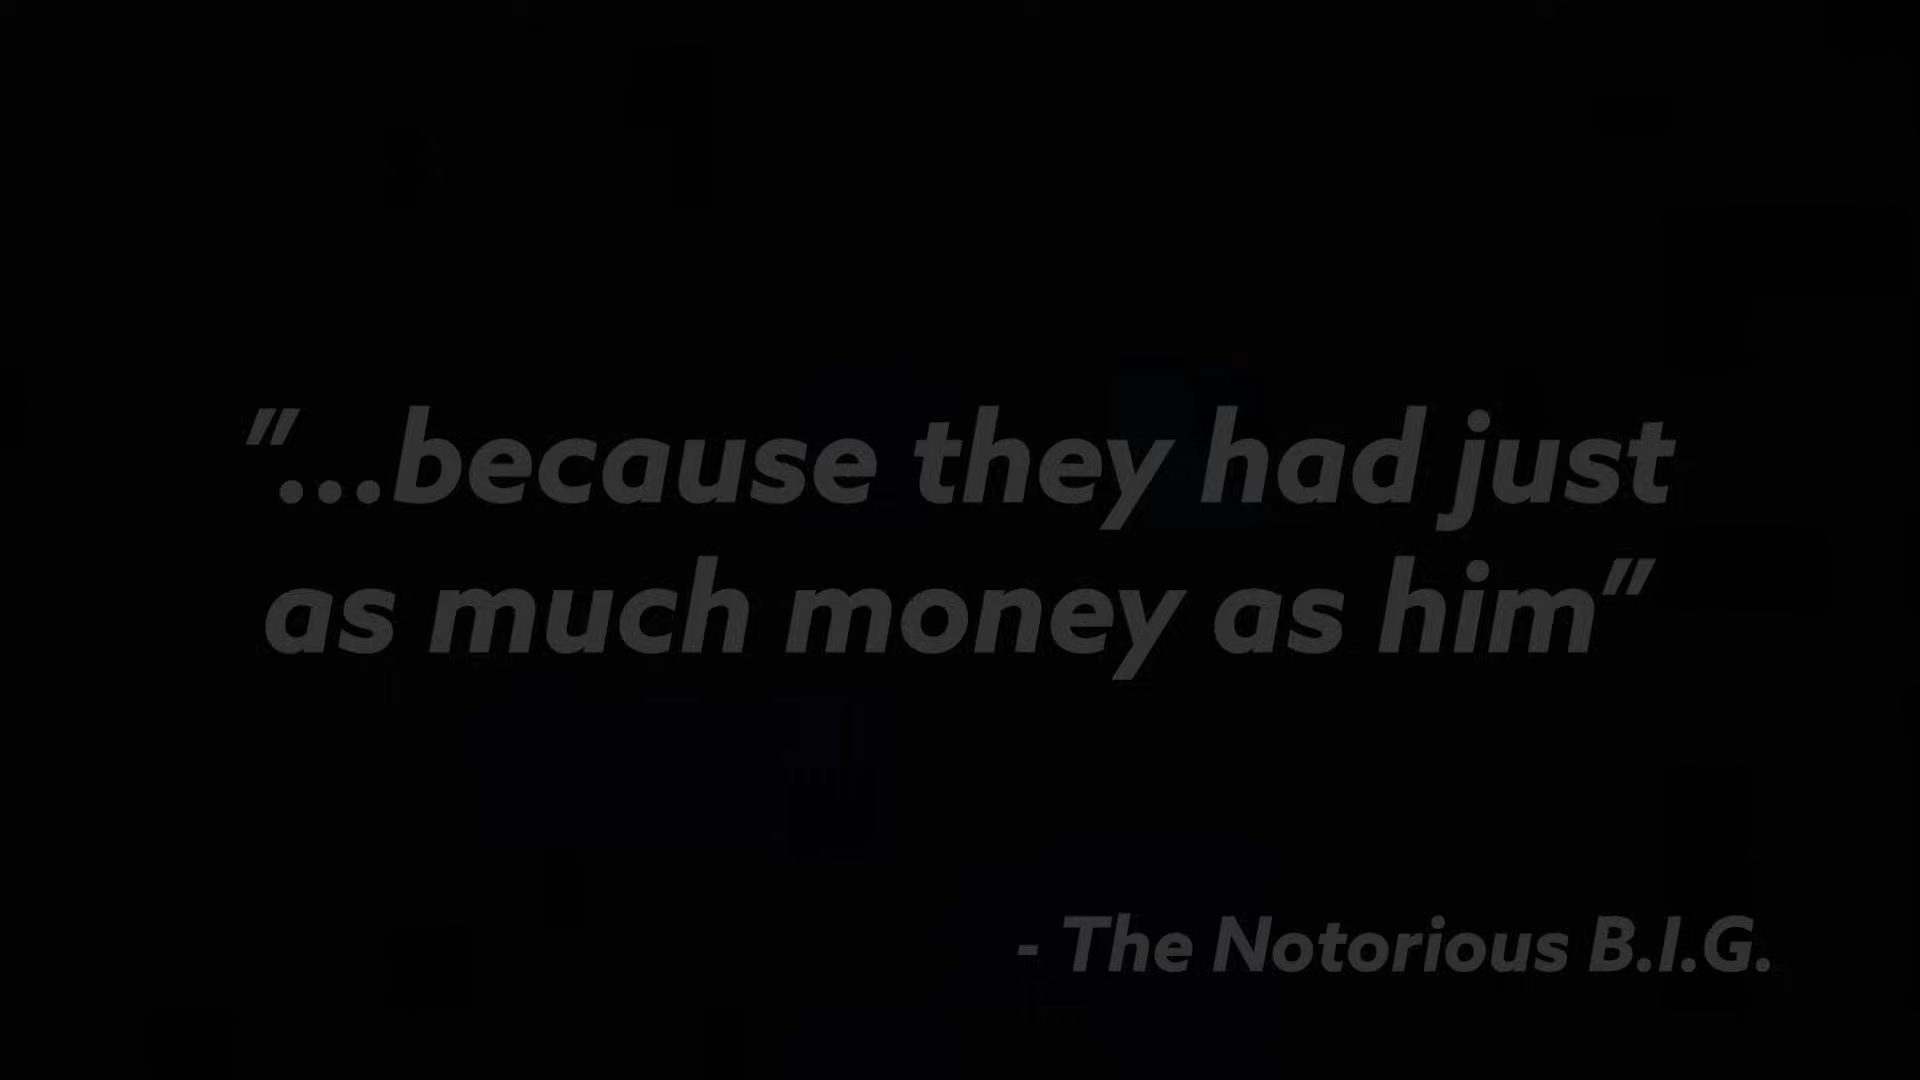 "...because they had just
as much money as him"
- The Notorious B.I.G.